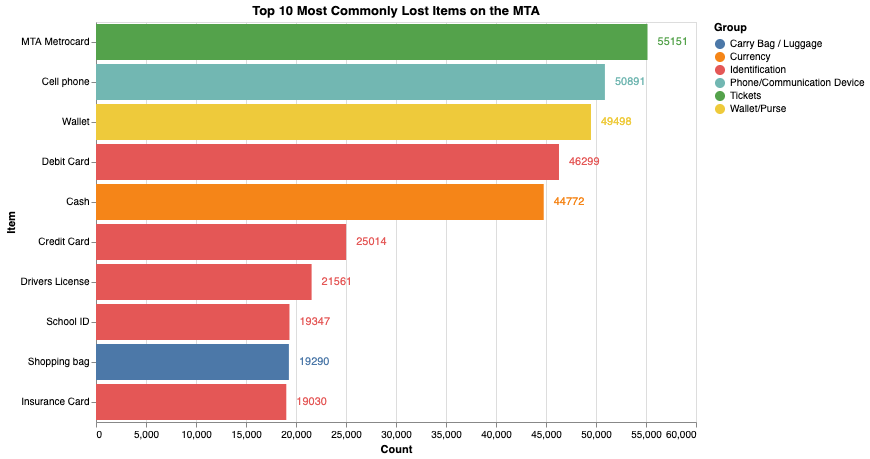 Top 10 Most Commonly Lost Items on the MTA
MTA Metrocard
55151
Cell phone
50891
Wallet
49498
Debit Card
46299
Cash
44772
Credit Card
25014
Drivers License
21561
School ID
19347
Shopping bag
19290
Insurance Card
19030
Item
0 5,000 10,000 15,000 20,000 25,000 30,000 35,000 40,000 45,000 50,000 55,000 60,000
Count
Group
Carry Bag / Luggage
Currency
Identification
Phone/Communication Device
Tickets
Wallet/Purse